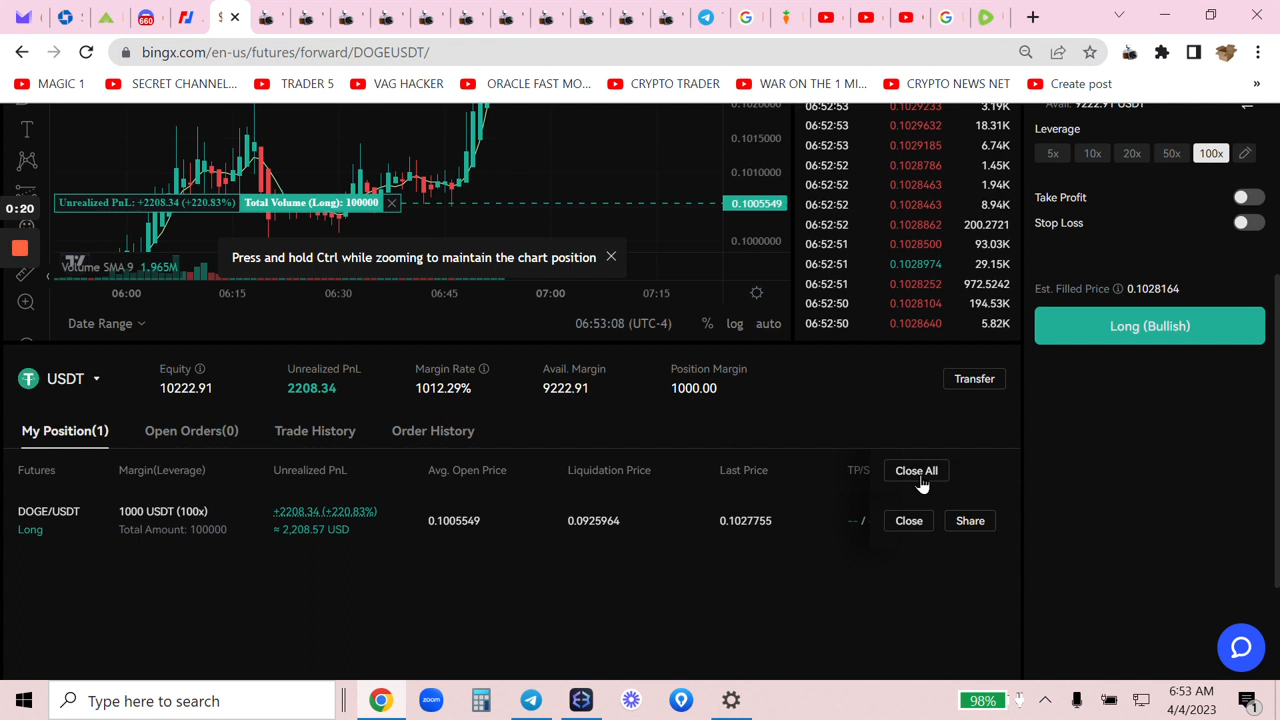 660
bingx.com/en-us/futures/forward/DOGEUSDT/
MAGIC 1
SECRET CHANNEL...
TRADER 5
VAG HACKER
ORACLE FAST MO...
CRYPTO TRADER
WAR ON THE 1 MI...
CRYPTO NEWS NET
Create post
»
0.1020000
0.1015000
0.1010000
Unrealized PnL: +2208.34 (+220.83%) Total Volume (Long): 100000
0.1005549
0:20
0.1000000
Press and hold Ctrl while zooming to maintain the chart position
Volume SMA 9 1.965M
06:00 06:15 06:30 06:45 07:00 07:15
Date Range
06:53:08 (UTC-4) % log auto
06:52:53 0.1029233 3.19K
06:52:53 0.1029632 18.31K
06:52:53 0.1029185 6.74K
06:52:52 0.1028786 1.45K
06:52:52 0.1028463 1.94K
06:52:52 0.1028463 8.94K
06:52:52 0.1028862 200.2721
06:52:51 0.1028500 93.03K
06:52:51 0.1028974 29.15K
06:52:51 0.1028252 972.5242
06:52:50 0.1028104 194.53K
06:52:50 0.1028640 5.82K
Avail. 9222.91 USDT
Leverage
5x 10x 20x 50x 100x
Take Profit
Stop Loss
Est. Filled Price 0.1028164
Long (Bullish)
USDT
Equity Unrealized PnL Margin Rate Avail. Margin Position Margin
10222.91 2208.34 1012.29% 9222.91 1000.00
Transfer
My Position(1) Open Orders(0) Trade History Order History
Futures Margin(Leverage) Unrealized PnL Avg. Open Price Liquidation Price Last Price TP/S Close All
DOGE/USDT 1000 USDT (100x) +2208.34 (+220.83%) 0.1005549 0.0925964 0.1027755 -- / Close Share
Long Total Amount: 100000 ≈ 2,208.57 USD
Type here to search
zoom
98%
6:53 AM
4/4/2023
1